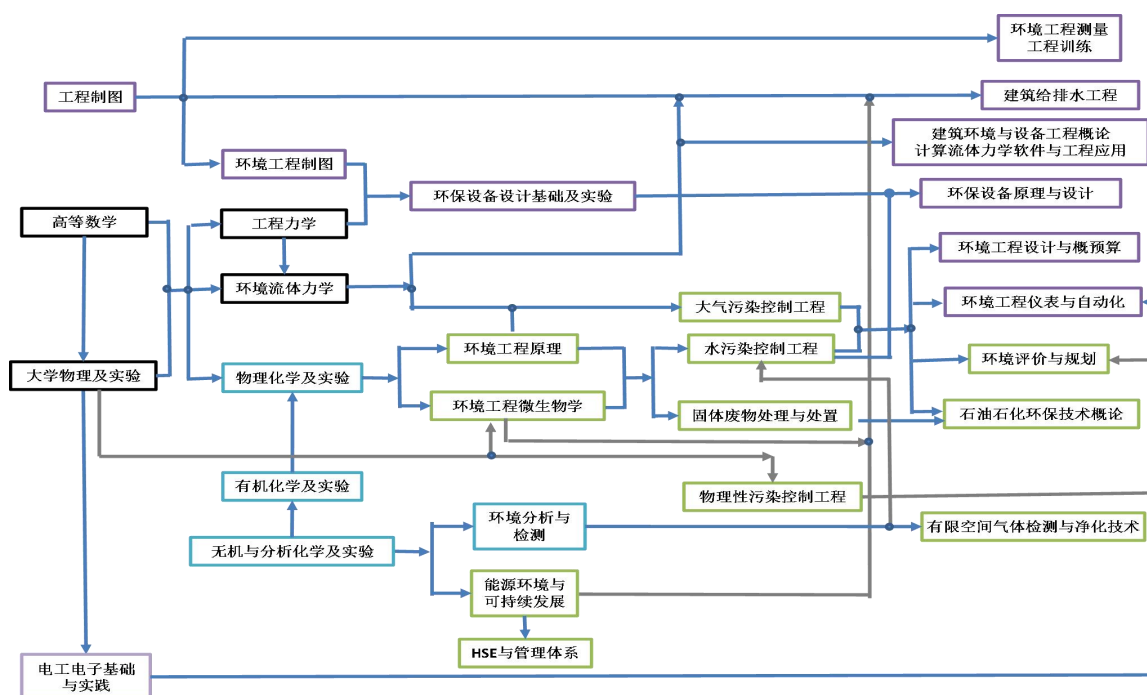 环境工程测量
工程训练
工程制图
建筑给排水工程
建筑环境与设备工程概论
计算流体力学软件与工程应用
环境工程制图
环保设备设计基础及实验
环保设备原理与设计
高等数学
工程力学
环境工程设计与概预算
环境流体力学
大气污染控制工程
环境工程仪表与自动化
环境工程原理
水污染控制工程
环境评价与规划
大学物理及实验
物理化学及实验
环境工程微生物学
固体废物处理与处置
石油石化环保技术概论
有机化学及实验
物理性污染控制工程
环境分析与
检测
有限空间气体检测与净化技术
无机与分析化学及实验
能源环境与
可持续发展
HSE与管理体系
电工电子基础
与实践